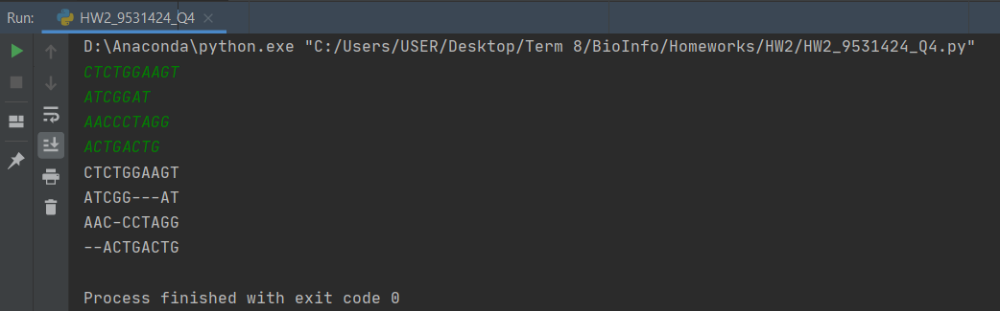 Run: HW2_9531424_Q4
D:\Anaconda\python.exe "C:/Users/USER/Desktop/Term 8/BioInfo/Homeworks/HW2/HW2_9531424_Q4.py"
CTCTGGAAGT
ATCGGAT
AACCCTAGG
ACTGACTG
CTCTGGAAGT
ATCGG---AT
AAC-CCTAGG
--ACTGACTG
Process finished with exit code 0